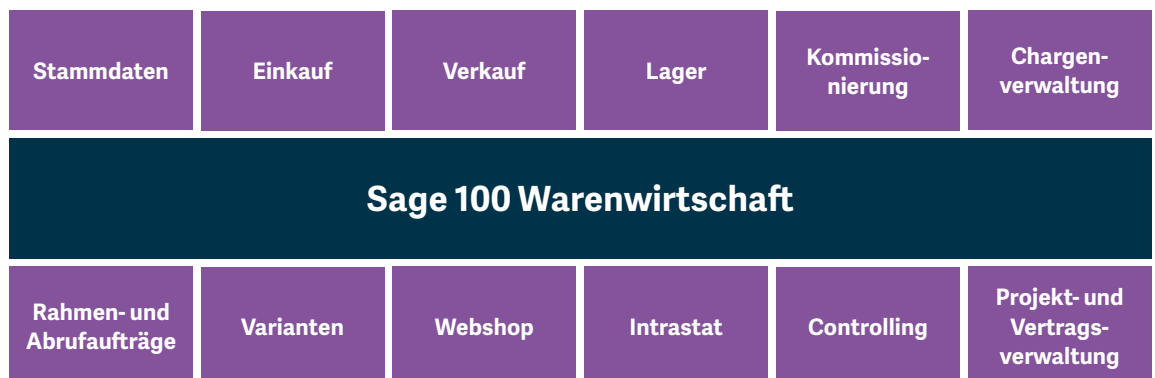 Stammdaten
Einkauf
Verkauf
Lager
Kommissio-
nierung
Chargen-
verwaltung
Sage 100 Warenwirtschaft
Rahmen- und
Abrufaufträge
Varianten
Webshop
Intrastat
Controlling
Projekt- und
Vertrags-
verwaltung